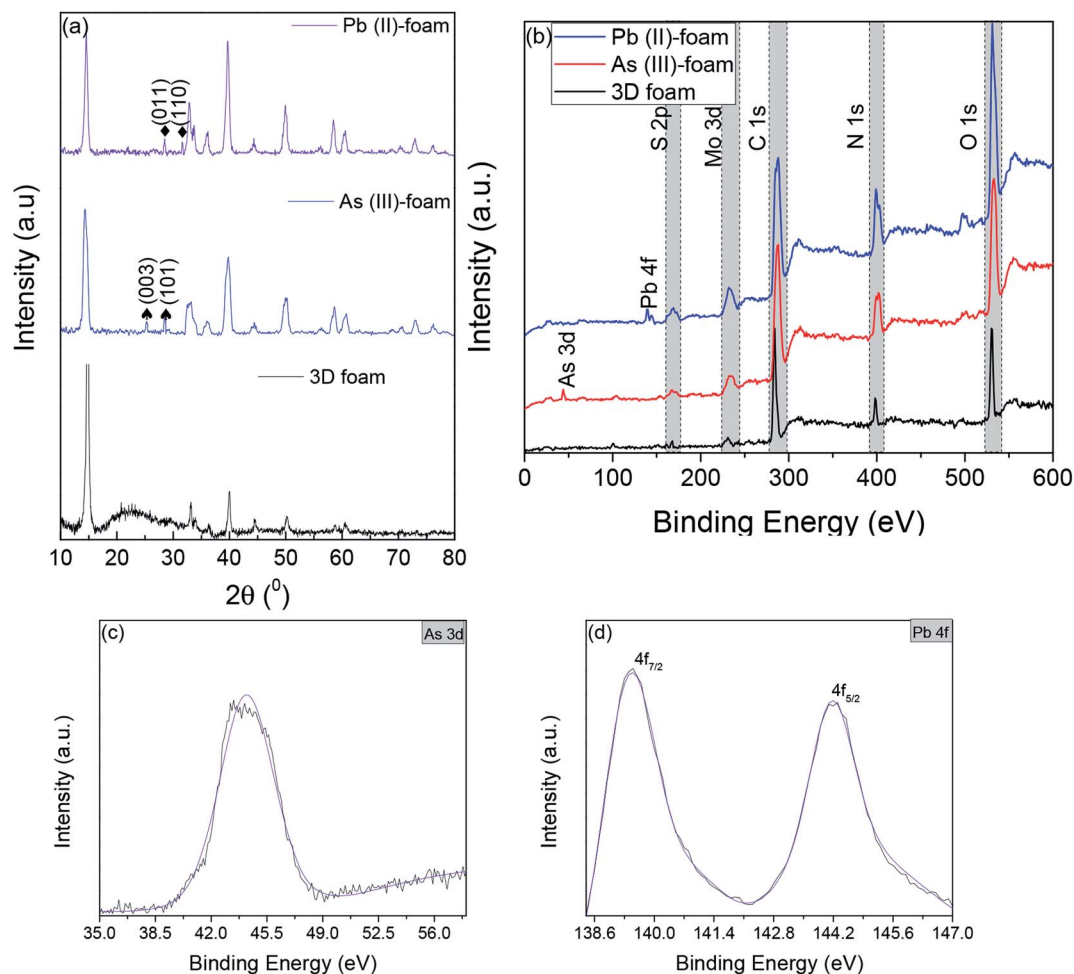 (a)
Pb (II)-foam
(011)
(110)
As (III)-foam
(003)
(101)
3D foam
Intensity (a.u)
10 20 30 40 50 60 70 80
2θ (⁰)
(b)
Pb (II)-foam
As (III)-foam
3D foam
S 2p
Mo 3d
C 1s
N 1s
O 1s
Pb 4f
As 3d
Intensity (a.u.)
0 100 200 300 400 500 600
Binding Energy (eV)
(c)
As 3d
Intensity (a.u.)
35.0 38.5 42.0 45.5 49.0 52.5 56.0
Binding Energy (eV)
(d)
Pb 4f
4f7/2
4f5/2
Intensity (a.u.)
138.6 140.0 141.4 142.8 144.2 145.6 147.0
Binding Energy (eV)